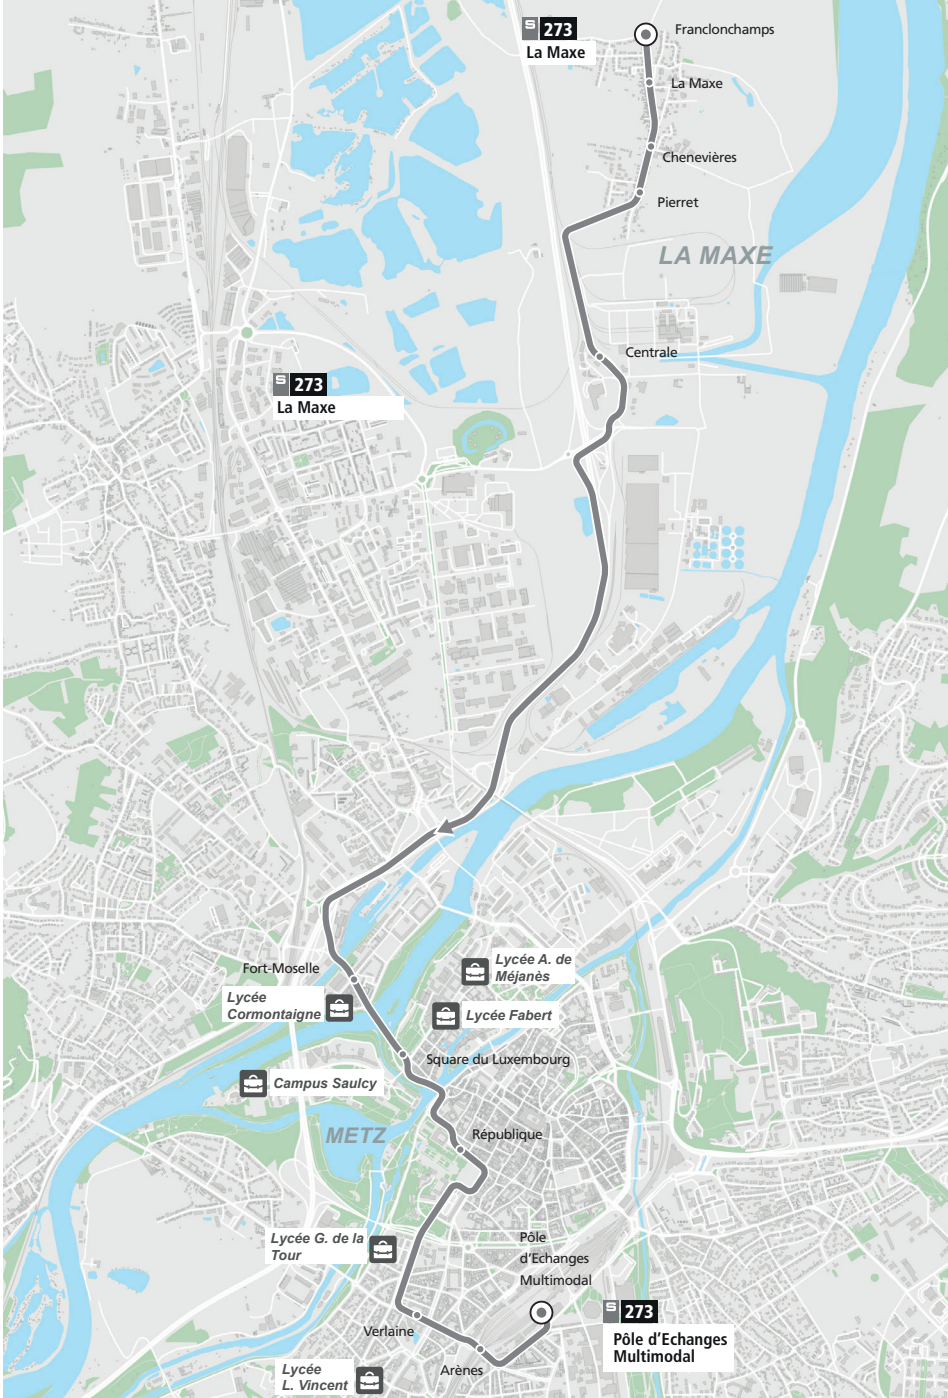 S 273
La Maxe
Franclonchamps
La Maxe
Chenevières
Pierret
LA MAXE
Centrale
S 273
La Maxe
Lycée A. de
Méjanès
Fort-Moselle
Lycée
Cormontaigne
Lycée Fabert
Square du Luxembourg
Campus Saulcy
METZ
République
Lycée G. de la
Tour
Pôle
d'Echanges
Multimodal
S 273
Pôle d'Echanges
Multimodal
Verlaine
Arènes
Lycée
L. Vincent